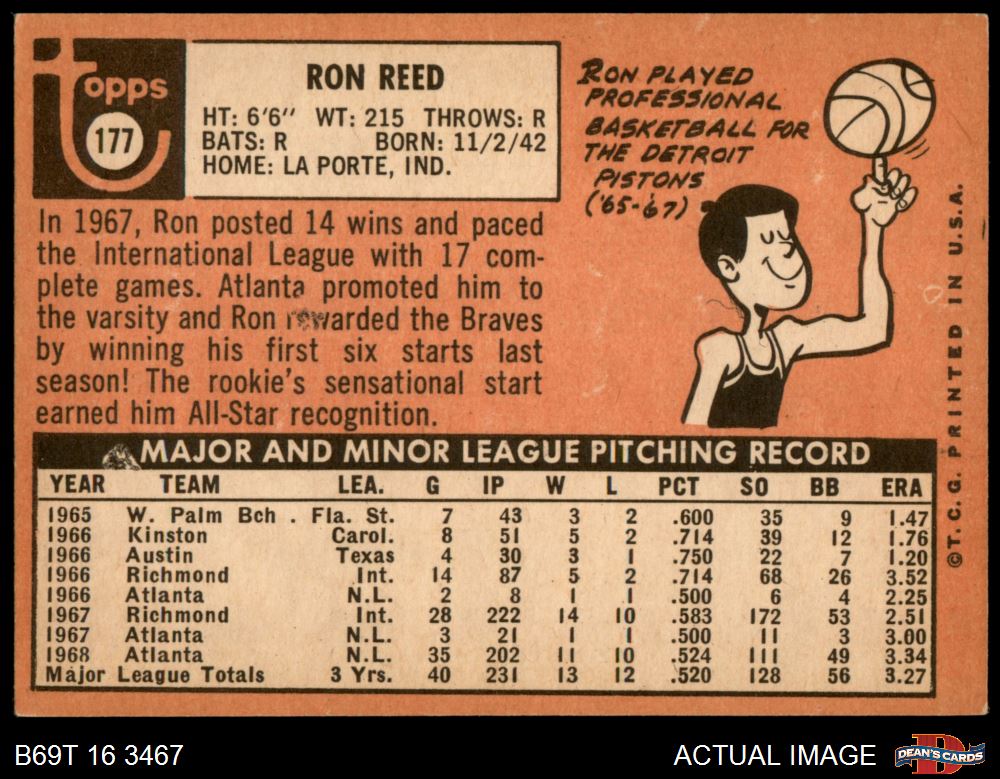 Topps
177
RON REED
HT: 6'6" WT: 215 THROWS: R
BATS: R BORN: 11/2/42
HOME: LA PORTE, IND.
RON PLAYED
PROFESSIONAL
BASKETBALL FOR
THE DETROIT
PISTONS
('65-'67)
In 1967, Ron posted 14 wins and paced
the International League with 17 com-
plete games. Atlanta promoted him to
the varsity and Ron rewarded the Braves
by winning his first six starts last
season! The rookie's sensational start
earned him All-Star recognition.
MAJOR AND MINOR LEAGUE PITCHING RECORD
YEAR TEAM LEA. G IP W L PCT SO BB ERA
1965 W. Palm Bch . Fla. St. 7 43 3 2 .600 35 9 1.47
1966 Kinston Carol. 8 51 5 2 .714 39 12 1.76
1966 Austin Texas 4 30 3 1 .750 22 7 1.20
1966 Richmond Int. 14 87 5 2 .714 68 26 3.52
1966 Atlanta N.L. 2 8 1 1 .500 6 4 2.25
1967 Richmond Int. 28 222 14 10 .583 172 53 2.51
1967 Atlanta N.L. 3 21 1 1 .500 11 3 3.00
1968 Atlanta N.L. 35 202 11 10 .524 111 49 3.34
Major League Totals 3 Yrs. 40 231 13 12 .520 128 56 3.27
©T.C.G. PRINTED IN U.S.A.
B69T 16 3467
ACTUAL IMAGE
DEAN'S CARDS